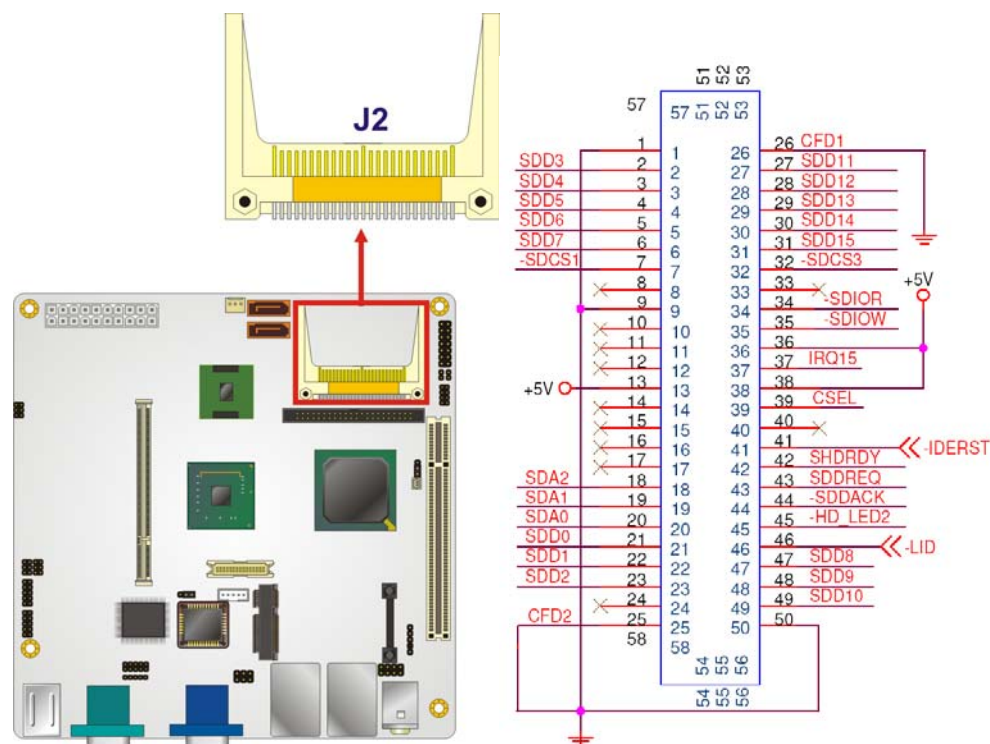 J2
51 52 53
57
57 51 52 53
1 1 26 26 CFD1
SDD3 2 2 27 27 SDD11
SDD4 3 3 28 28 SDD12
SDD5 4 4 29 29 SDD13
SDD6 5 5 30 30 SDD14
SDD7 6 6 31 31 SDD15
-SDCS1 7 7 32 32 -SDCS3
8 8 33 33 +5V
9 9 34 34 -SDIOR
10 10 35 35 -SDIOW
11 11 36 36
12 12 37 37 IRQ15
+5V 13 13 38 38
14 14 39 39 CSEL
15 15 40 40
16 16 41 41 -IDERST
17 17 42 42 SHDRDY
SDA2 18 18 43 43 SDDREQ
SDA1 19 19 44 44 -SDDACK
SDA0 20 20 45 45 -HD_LED2
SDD0 21 21 46 46 -LID
SDD1 22 22 47 47 SDD8
SDD2 23 23 48 48 SDD9
24 24 49 49 SDD10
CFD2 25 25 50 50
58 58
54 55 56
54 55 56